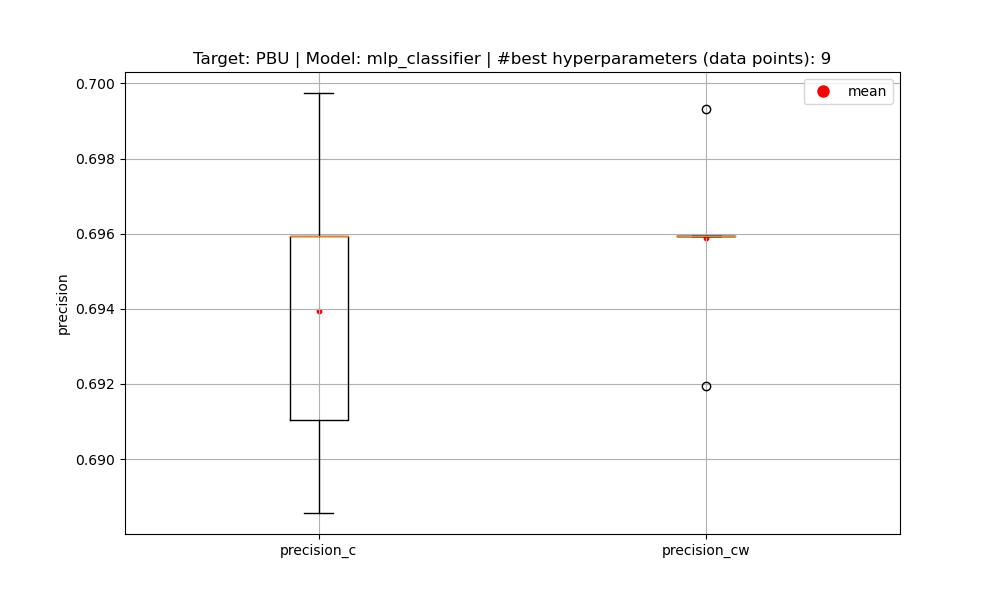 Target: PBU | Model: mlp_classifier | #best hyperparameters (data points): 9
mean
precision
0.700
0.698
0.696
0.694
0.692
0.690
precision_c
precision_cw